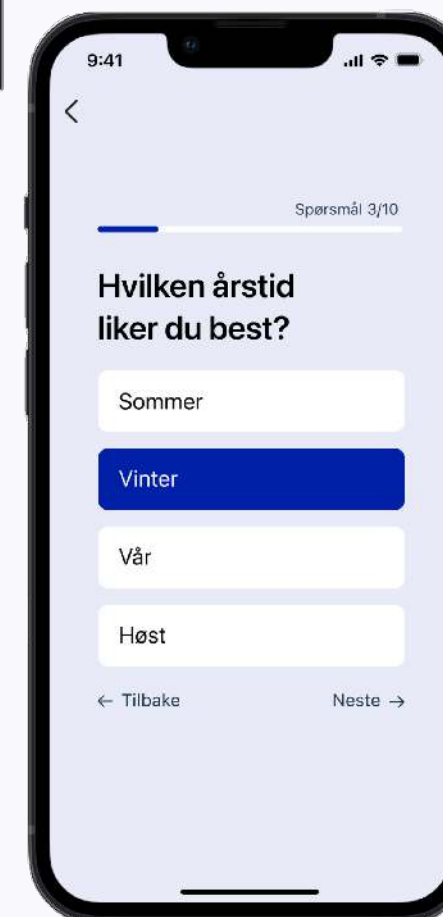 9:41
Spørsmål 3/10
Hvilken årstid
liker du best?
Sommer
Vinter
Vår
Høst
← Tilbake
Neste →